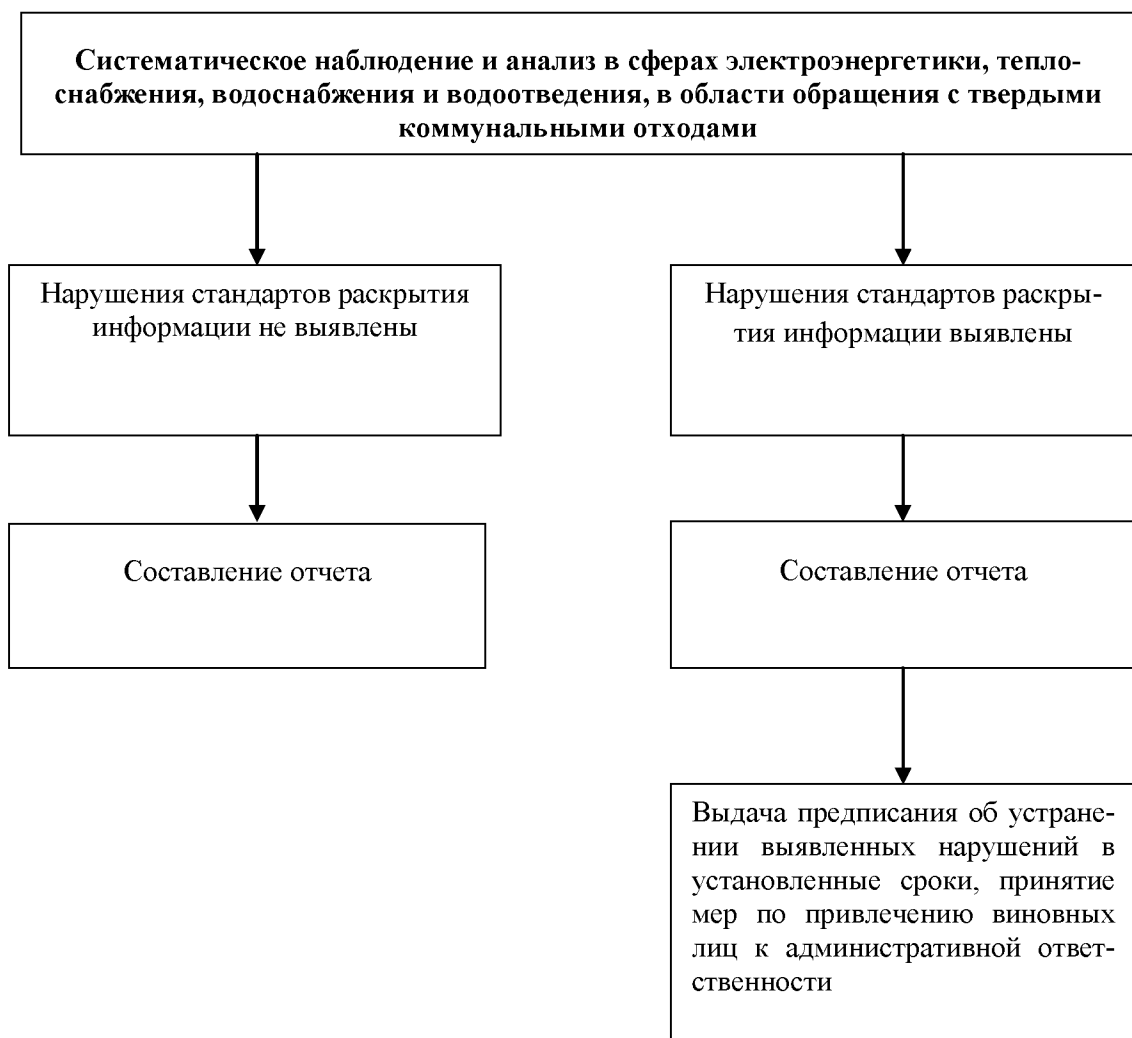 Систематическое наблюдение и анализ в сферах электроэнергетики, тепло-
снабжения, водоснабжения и водоотведения, в области обращения с твердыми
коммунальными отходами
Нарушения стандартов раскрытия
информации не выявлены
Нарушения стандартов раскры-
тия информации выявлены
Составление отчета
Составление отчета
Выдача предписания об устране-
нии выявленных нарушений в
установленные сроки, принятие
мер по привлечению виновных
лиц к административной ответ-
ственности